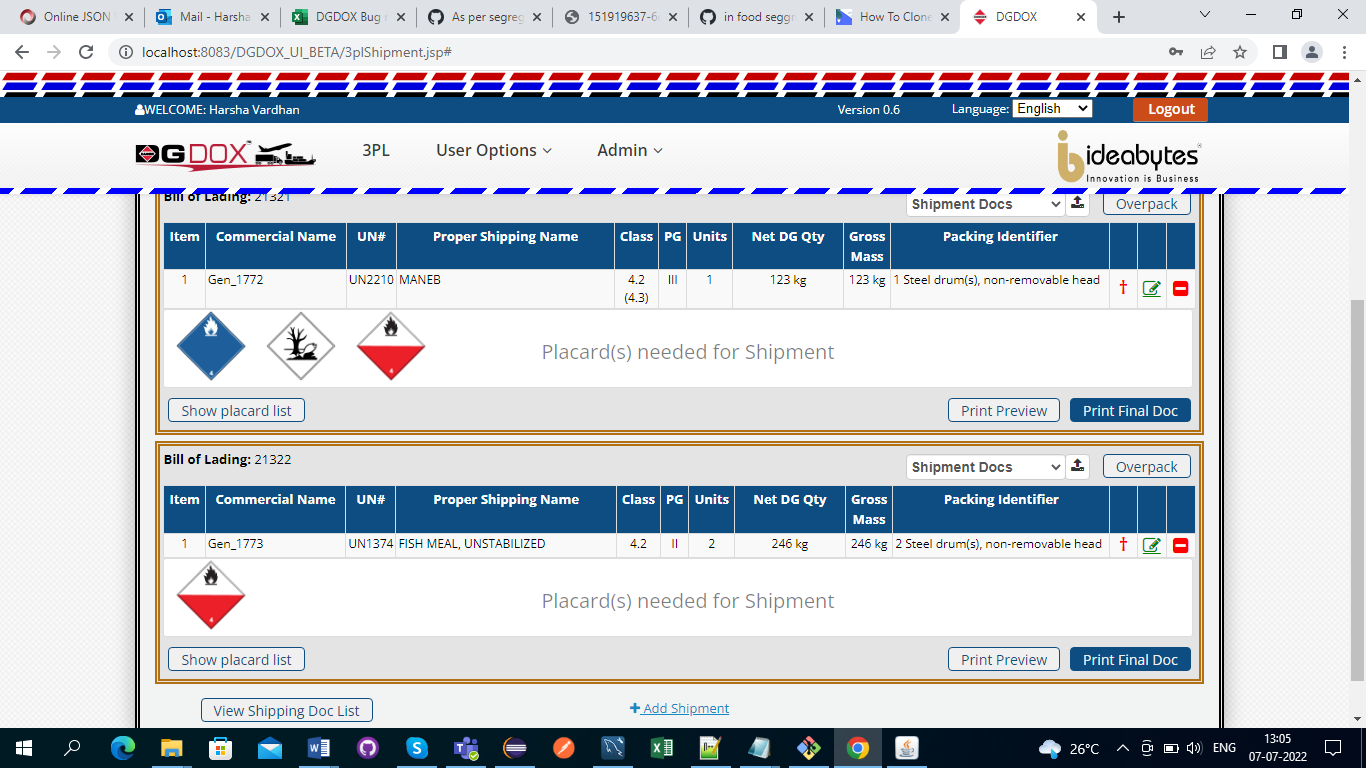 Online JSON
Mail - Harsha
DGDOX Bug r
As per segreg
151919637-6
in food seggr
How To Clone
DGDOX
localhost:8083/DGDOX_UI_BETA/3plShipment.jsp#
WELCOME: Harsha Vardhan
Version 0.6
Language:
English
Logout
DGDOX
3PL
User Options
Admin
ideabytes
Innovation is Business
Bill of Lading: 21321
Shipment Docs
Overpack
Item Commercial Name UN# Proper Shipping Name Class PG Units Net DG Qty Gross Mass Packing Identifier
1 Gen_1772 UN2210 MANEB 4.2 (4.3) III 1 123 kg 123 kg 1 Steel drum(s), non-removable head †
4
4
Placard(s) needed for Shipment
Show placard list
Print Preview
Print Final Doc
Bill of Lading: 21322
Shipment Docs
Overpack
Item Commercial Name UN# Proper Shipping Name Class PG Units Net DG Qty Gross Mass Packing Identifier
1 Gen_1773 UN1374 FISH MEAL, UNSTABILIZED 4.2 II 2 246 kg 246 kg 2 Steel drum(s), non-removable head †
4
Placard(s) needed for Shipment
Show placard list
Print Preview
Print Final Doc
View Shipping Doc List
Add Shipment
26°C
ENG
13:05
07-07-2022